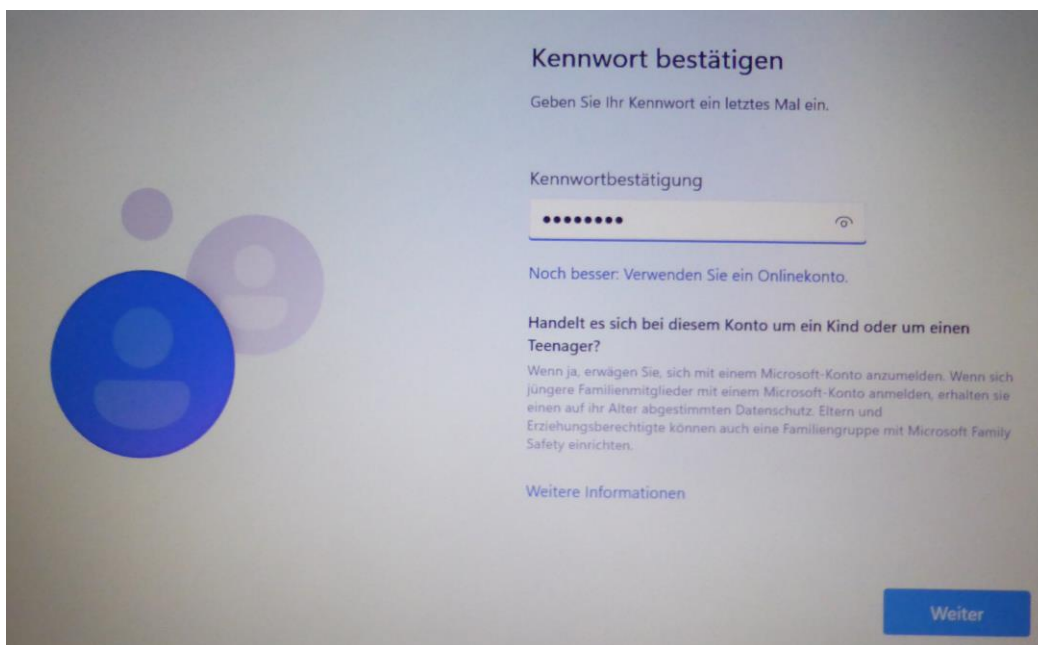 Kennwort bestätigen
Geben Sie Ihr Kennwort ein letztes Mal ein.
Kennwortbestätigung
Noch besser: Verwenden Sie ein Onlinekonto.
Handelt es sich bei diesem Konto um ein Kind oder um einen
Teenager?
Wenn ja, erwägen Sie, sich mit einem Microsoft-Konto anzumelden. Wenn sich
jüngere Familienmitglieder mit einem Microsoft-Konto anmelden, erhalten sie
einen auf ihr Alter abgestimmten Datenschutz. Eltern und
Erziehungsberechtigte können auch eine Familiengruppe mit Microsoft Family
Safety einrichten.
Weitere Informationen
Weiter